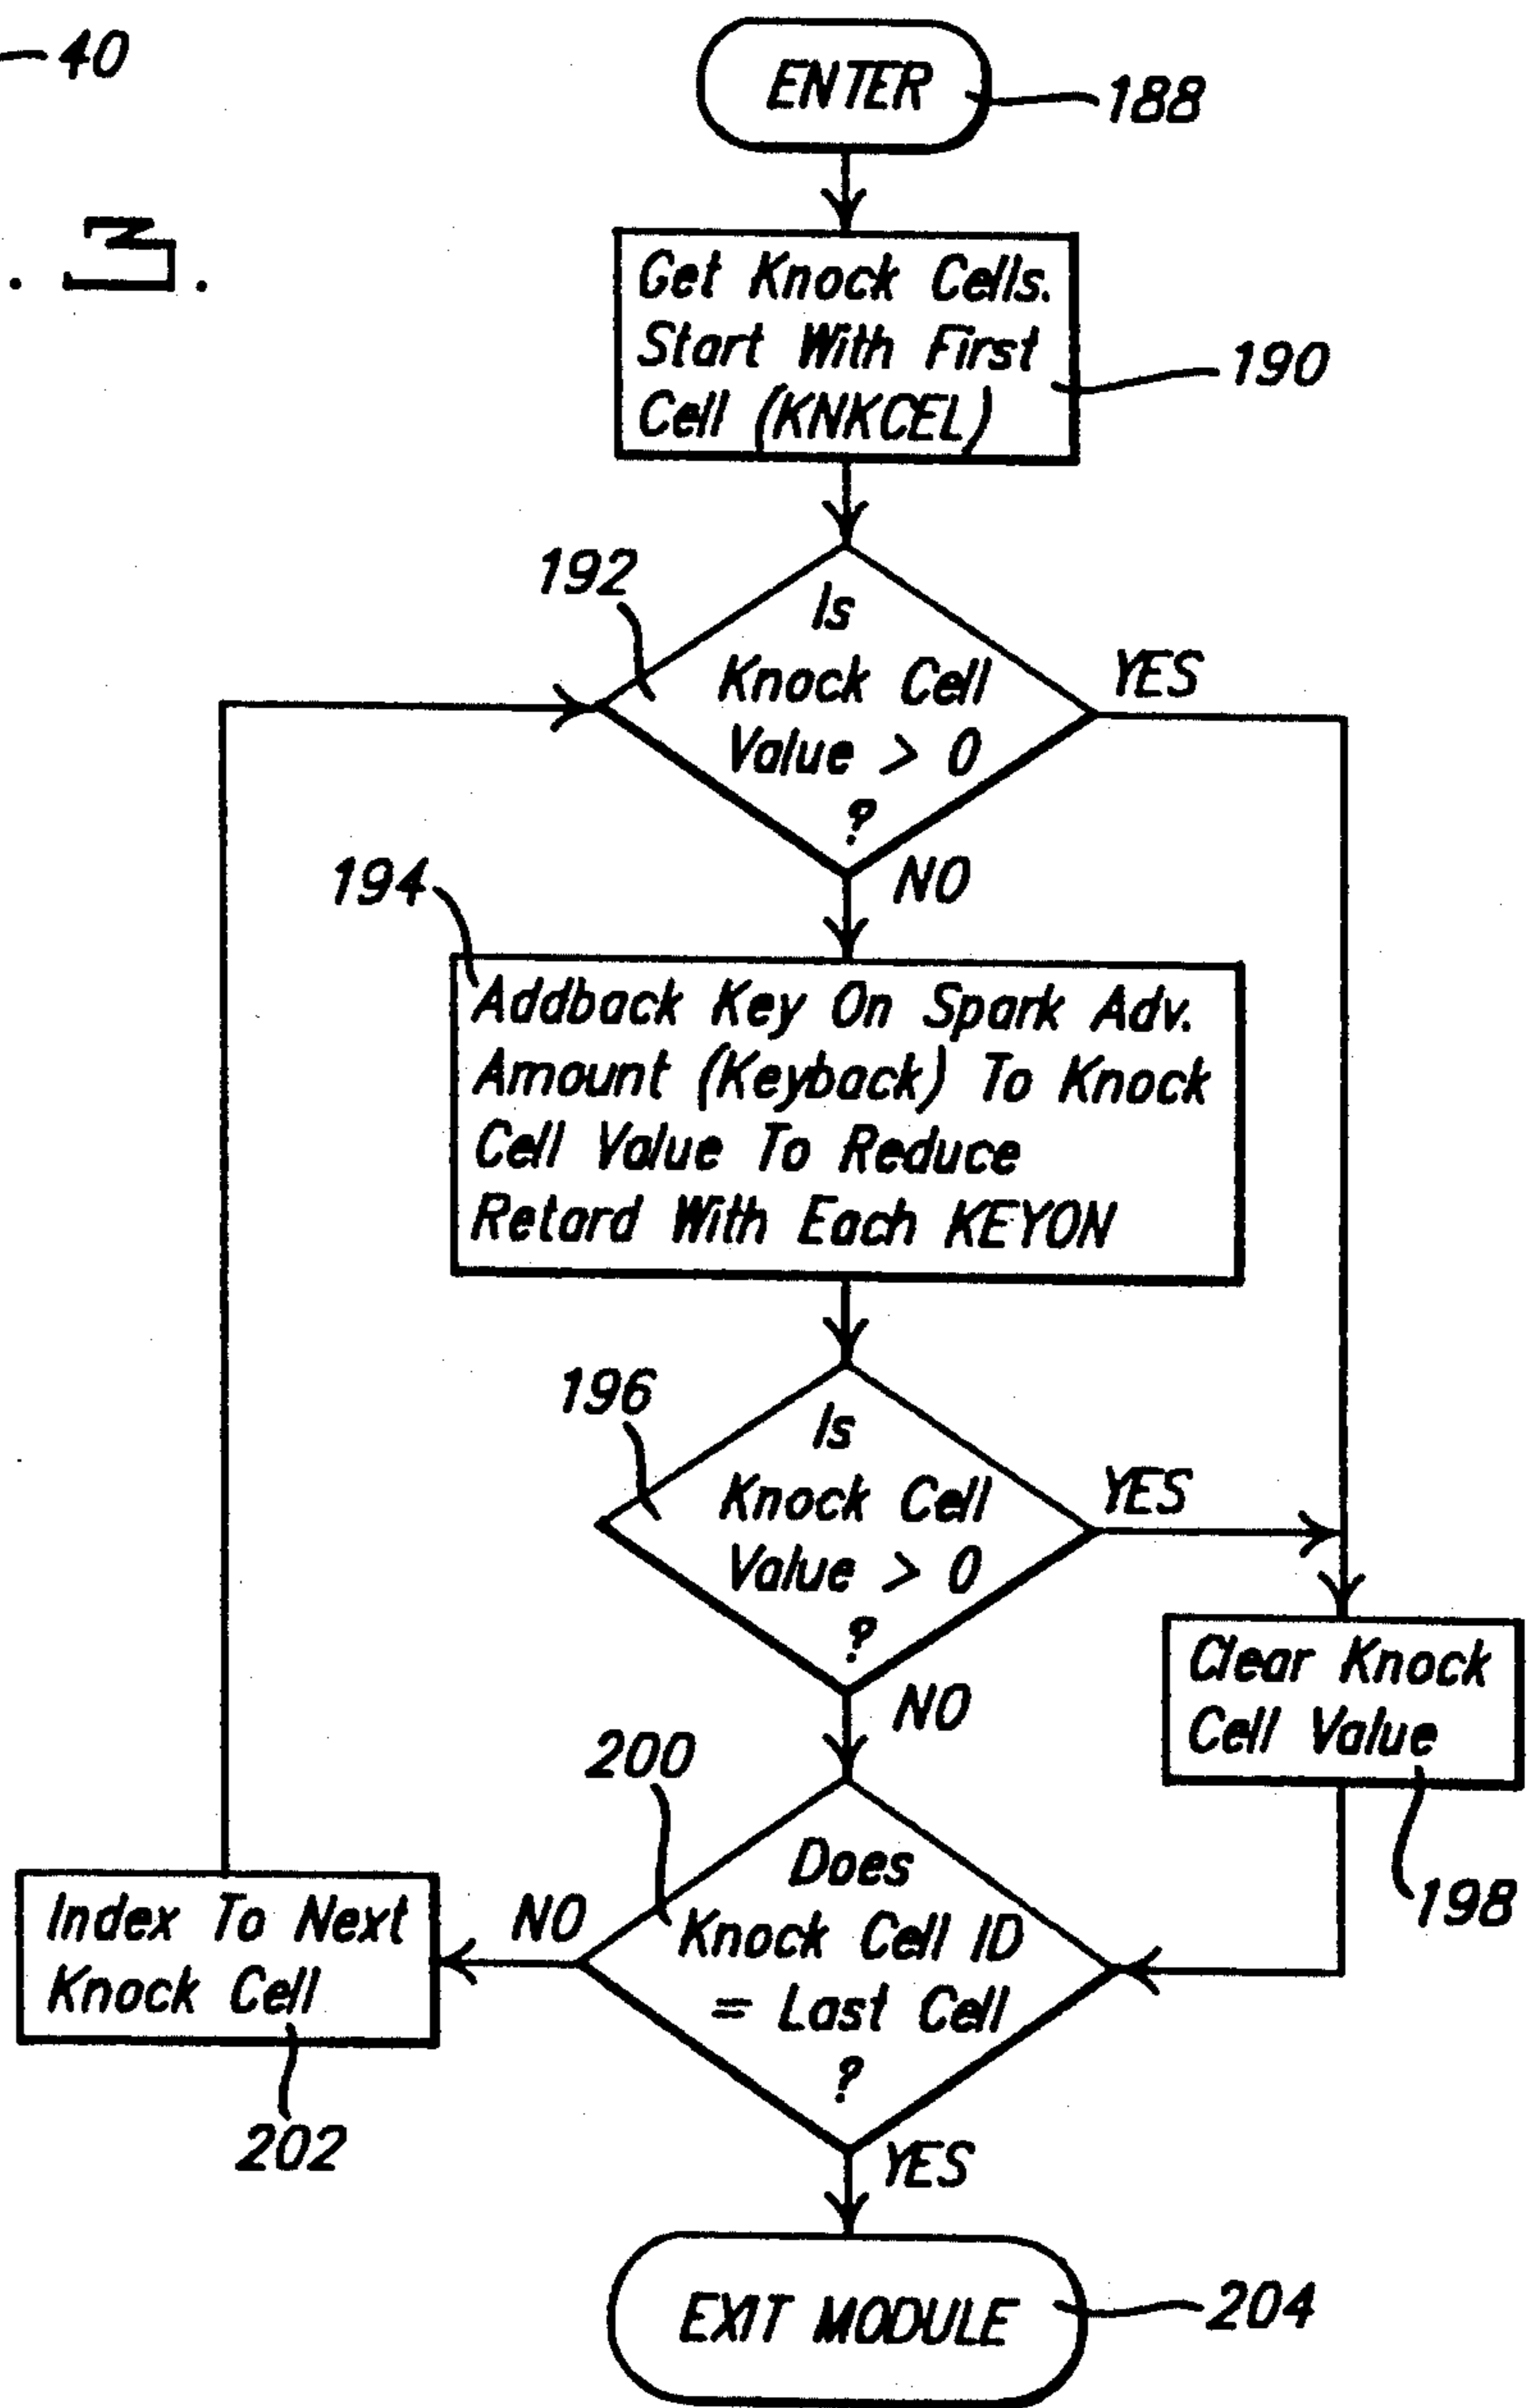 40
ENTER
188
. 3.
Get Knock Cells.
Start With First
Cell (KNKCEL)
190
192
Is
Knock Cell
Value > 0
?
YES
NO
194
Addback Key On Spark Adv.
Amount (Keyback) To Knock
Cell Value To Reduce
Retard With Each KEYON
196
Is
Knock Cell
Value > 0
?
YES
NO
Clear Knock
Cell Value
198
200
Does
Knock Cell ID
= Last Cell
?
NO
Index To Next
Knock Cell
202
YES
EXIT MODULE
204